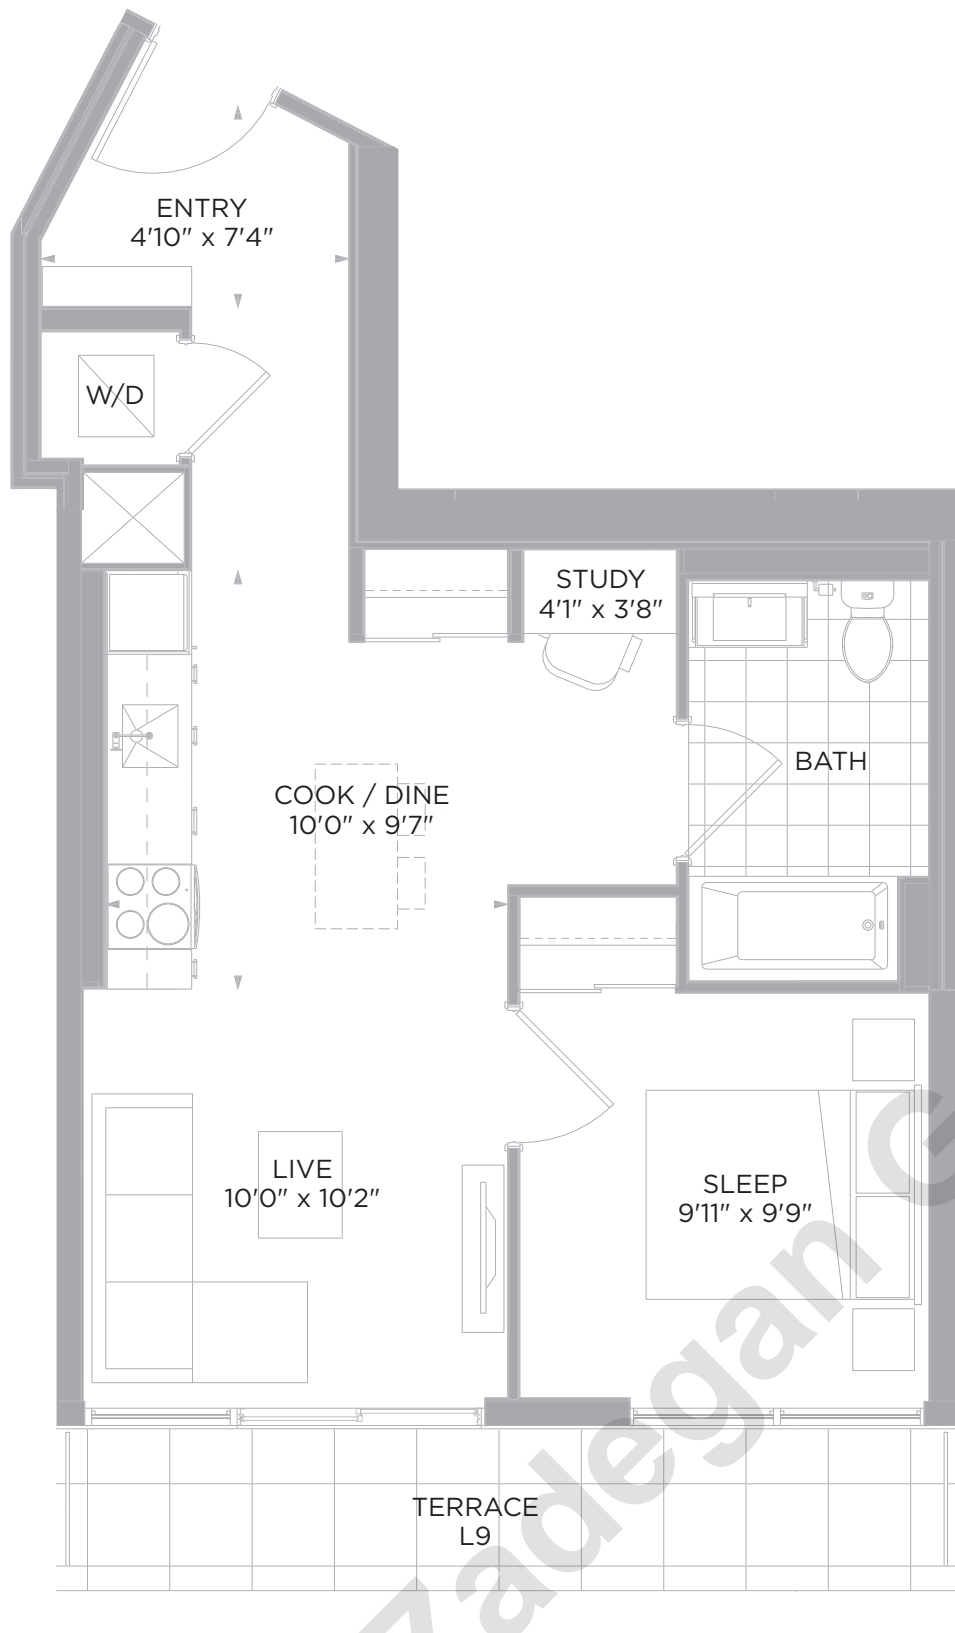 ENTRY
4'10" x 7'4"
W/D
STUDY
4'1" x 3'8"
BATH
COOK / DINE
10'0" x 9'7"
LIVE
10'0" x 10'2"
SLEEP
9'11" x 9'9"
TERRACE
L9
Zadegan G